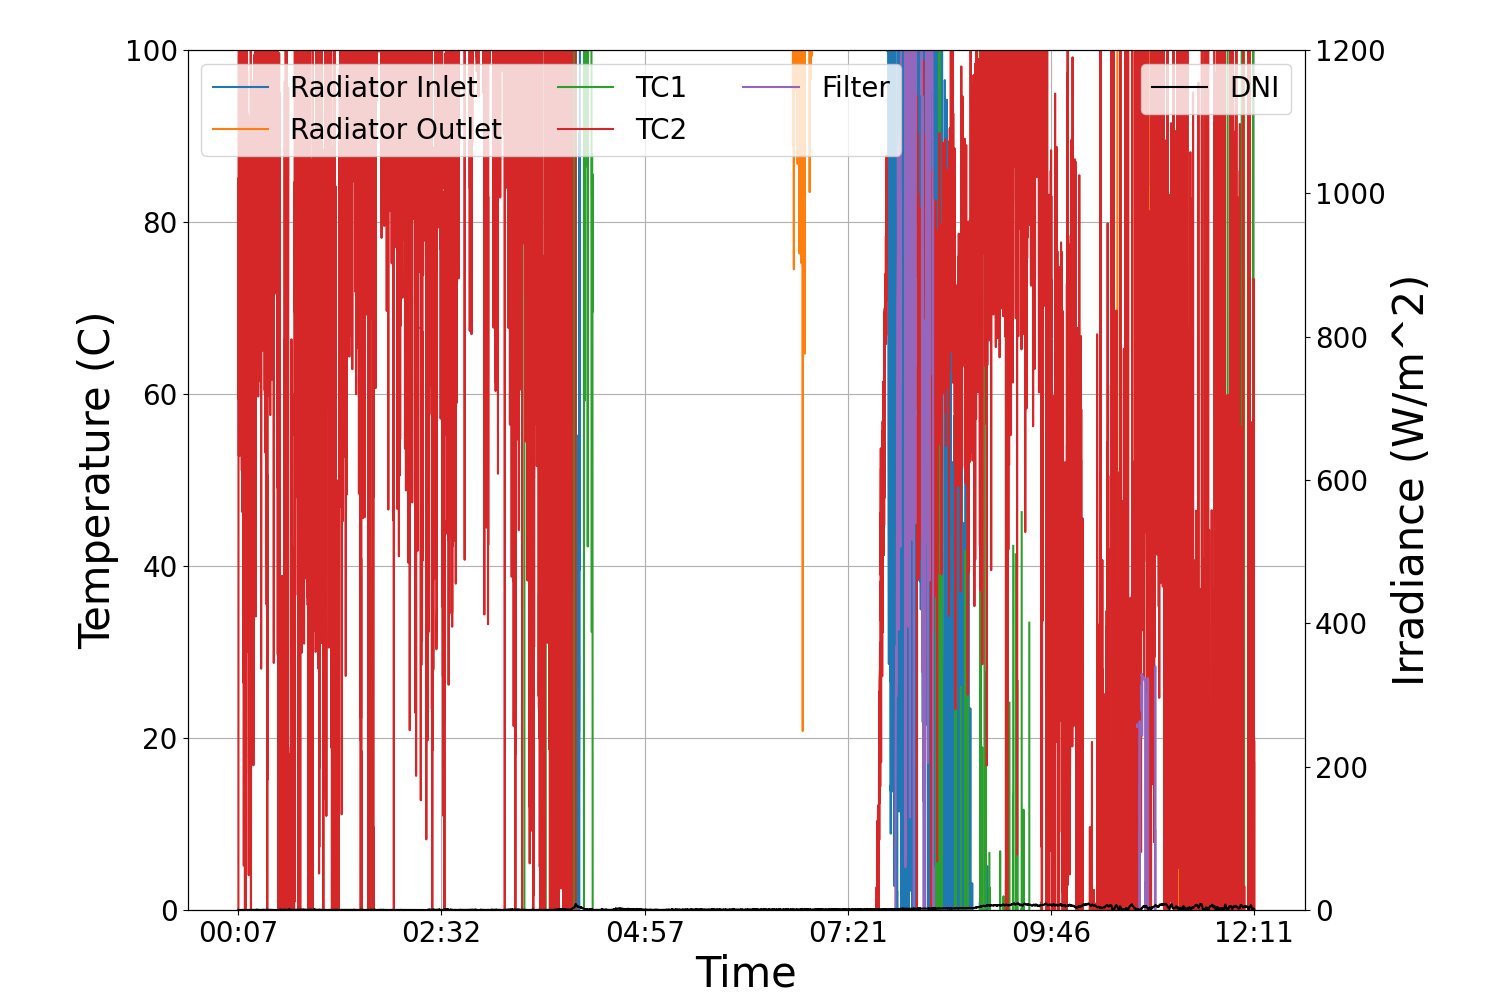 100
80
60
40
20
0
Temperature (C)
Radiator Inlet
Radiator Outlet
TC1
TC2
Filter
DNI
1200
1000
800
600
400
200
0
Irradiance (W/m^2)
00:07
02:32
04:57
07:21
09:46
12:11
Time